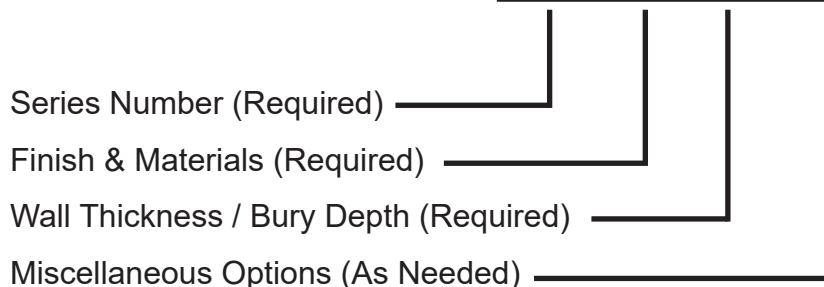 Series Number (Required)
Finish & Materials (Required)
Wall Thickness / Bury Depth (Required)
Miscellaneous Options (As Needed)